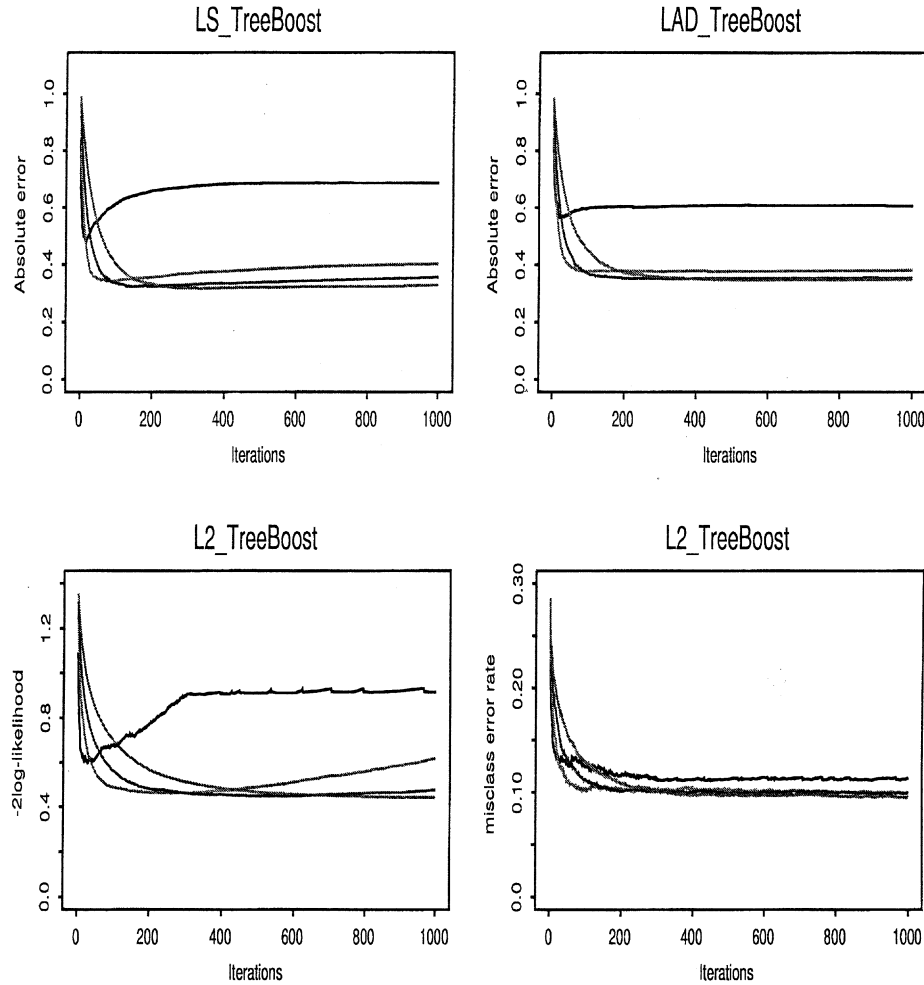 LS_TreeBoost
Absolute error
1.0
0.8
0.6
0.4
0.2
0.0
0 200 400 600 800 1000
Iterations
LAD_TreeBoost
Absolute error
1.0
0.8
0.6
0.4
0.2
0.0
0 200 400 600 800 1000
Iterations
L2_TreeBoost
-2log-likelihood
1.2
0.8
0.4
0.0
0 200 400 600 800 1000
Iterations
L2_TreeBoost
misclass error rate
0.30
0.20
0.10
0.0
0 200 400 600 800 1000
Iterations